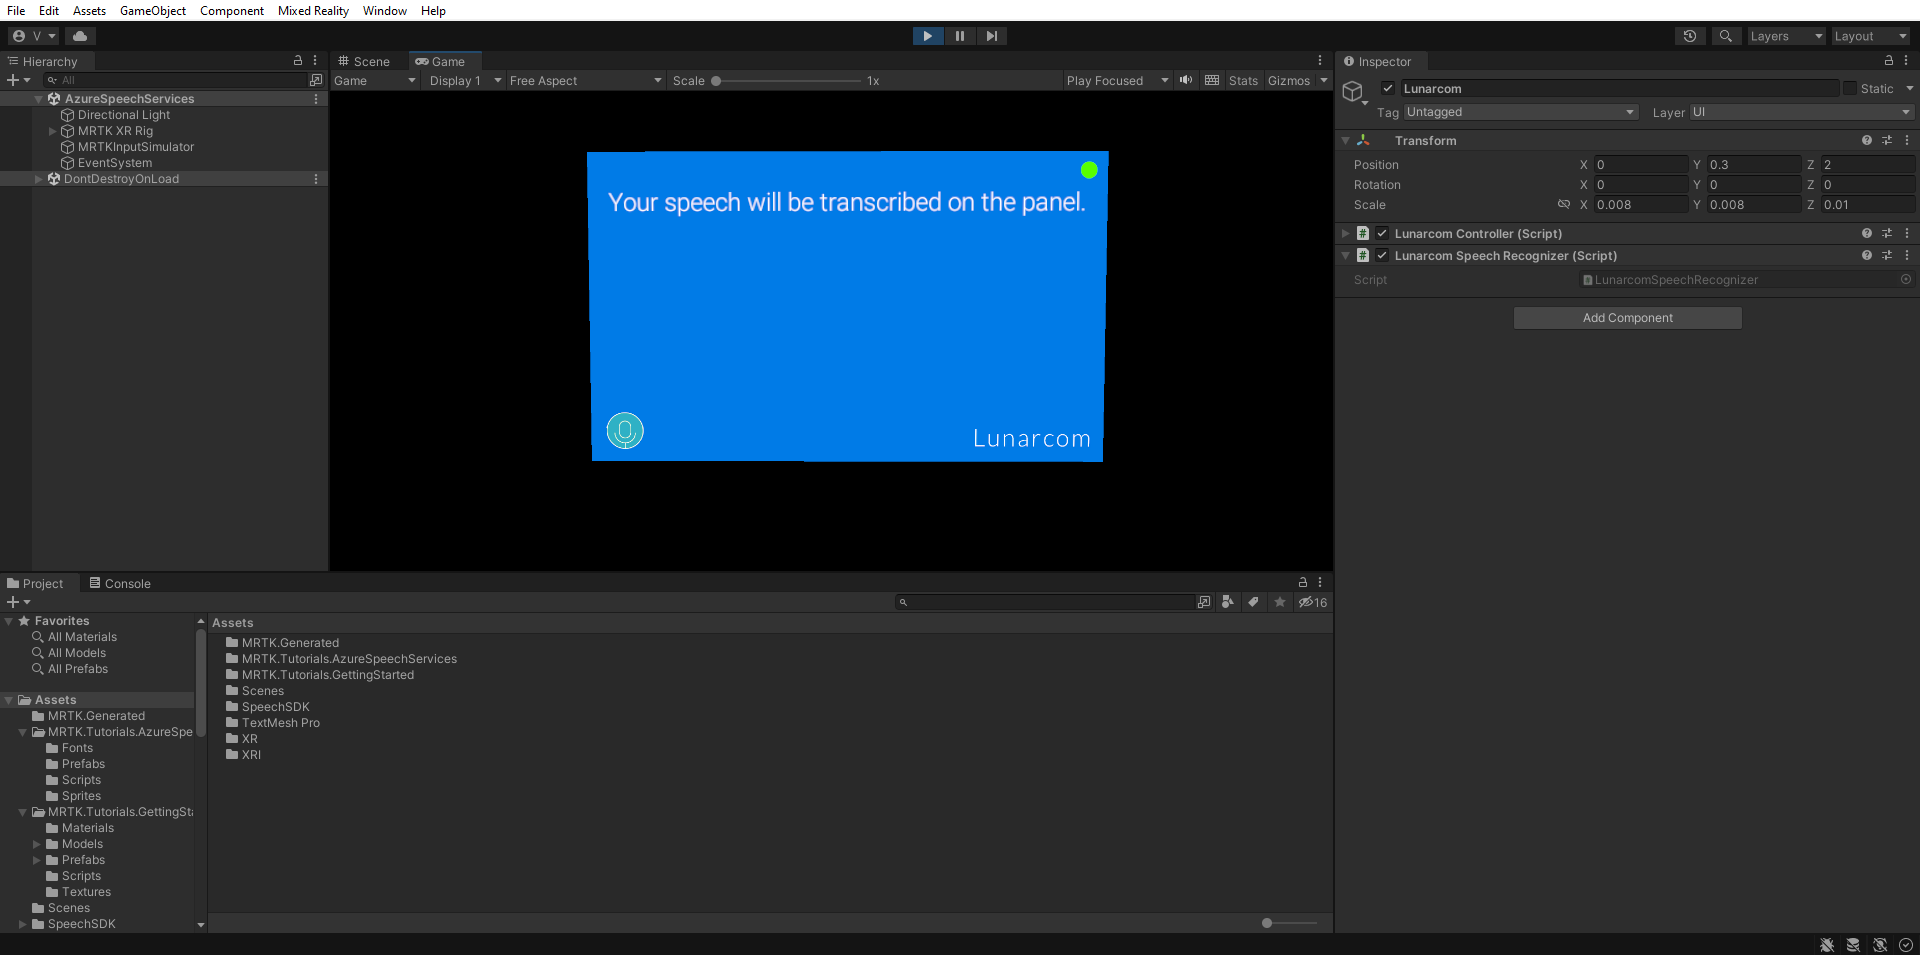 File Edit Assets GameObject Component Mixed Reality Window Help
V
Layers Layout
Hierarchy
All
AzureSpeechServices
Directional Light
MRTK XR Rig
MRTKInputSimulator
EventSystem
DontDestroyOnLoad
Scene Game
Game Display 1 Free Aspect Scale 1x Play Focused Stats Gizmos
Your speech will be transcribed on the panel.
Lunarcom
Inspector
Lunarcom Static
Tag Untagged Layer UI
Transform
Position X 0 Y 0.3 Z 2
Rotation X 0 Y 0 Z 0
Scale X 0.008 Y 0.008 Z 0.01
# Lunarcom Controller (Script)
# Lunarcom Speech Recognizer (Script)
Script LunarcomSpeechRecognizer
Add Component
Project Console
16
Favorites
All Materials
All Models
All Prefabs
Assets
MRTK.Generated
MRTK.Tutorials.AzureSpe
Fonts
Prefabs
Scripts
Sprites
MRTK.Tutorials.GettingSta
Materials
Models
Prefabs
Scripts
Textures
Scenes
SpeechSDK
Assets
MRTK.Generated
MRTK.Tutorials.AzureSpeechServices
MRTK.Tutorials.GettingStarted
Scenes
SpeechSDK
TextMesh Pro
XR
XRI